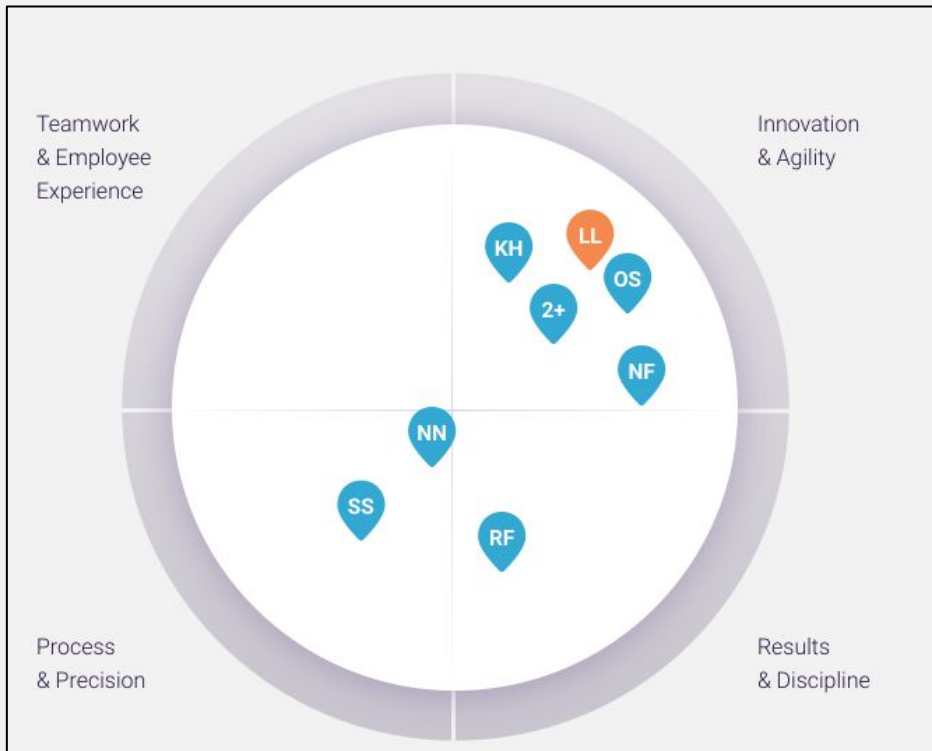 Teamwork
& Employee
Experience
Innovation
& Agility
LL
KH
OS
2+
NF
NN
SS
RF
Process
& Precision
Results
& Discipline